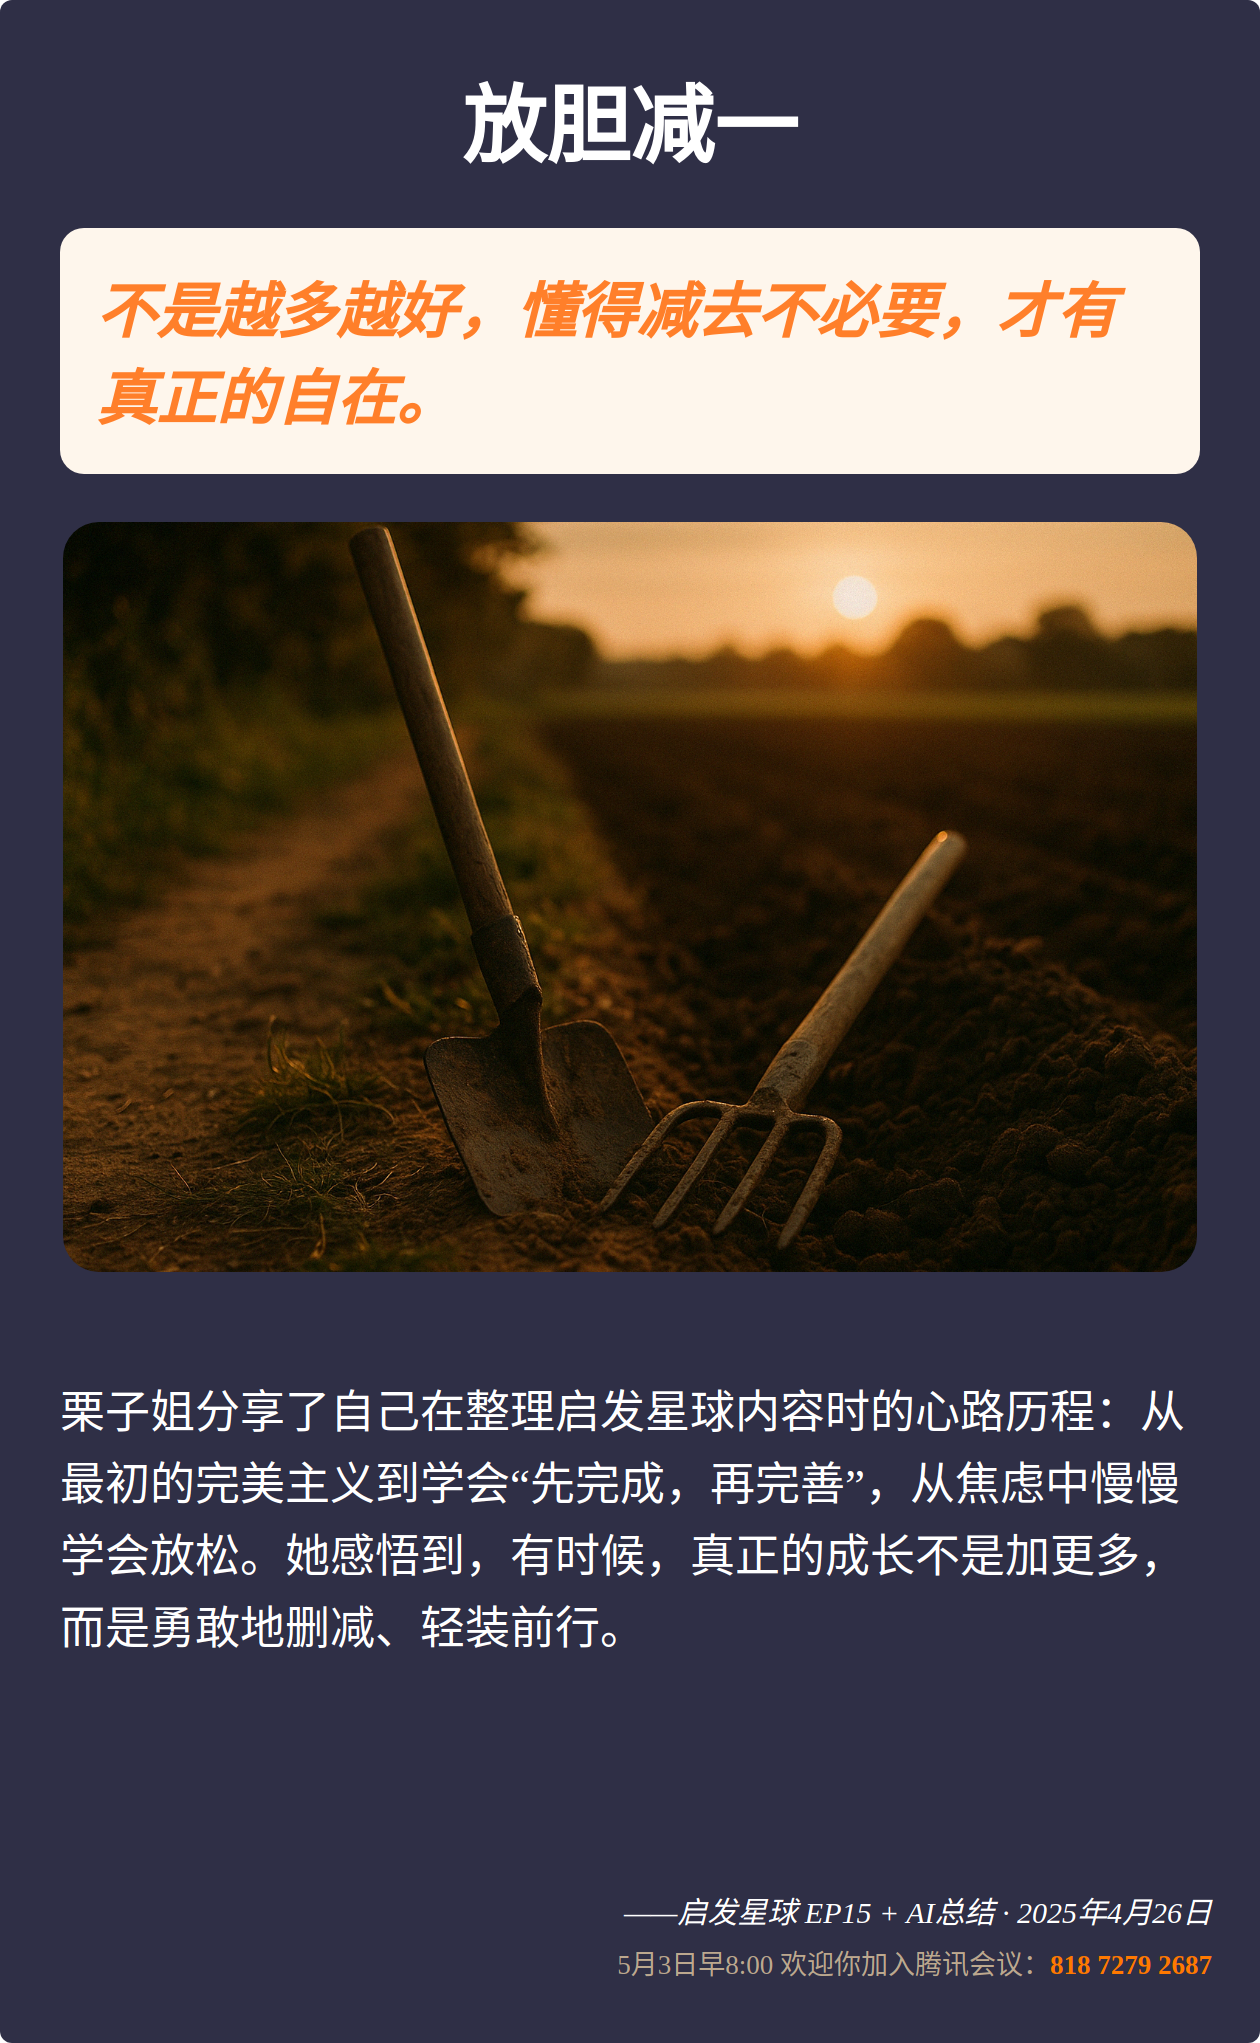 放胆减一
不是越多越好，懂得减去不必要，才有
真正的自在。
栗子姐分享了自己在整理启发星球内容时的心路历程：从
最初的完美主义到学会“先完成，再完善”，从焦虑中慢慢
学会放松。她感悟到，有时候，真正的成长不是加更多，
而是勇敢地删减、轻装前行。
——启发星球 EP15 + AI总结 · 2025年4月26日
5月3日早8:00 欢迎你加入腾讯会议：818 7279 2687